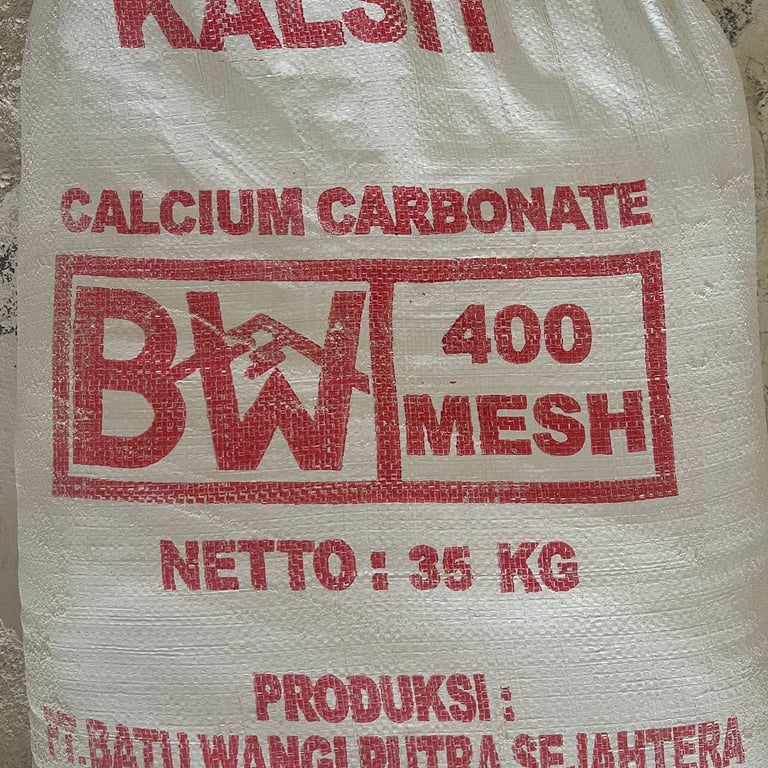 KALSIT
CALCIUM CARBONATE
BW
400
MESH
NETTO : 35 KG
PRODUKSI :
PT. BATU WANGI PUTRA SEJAHTERA